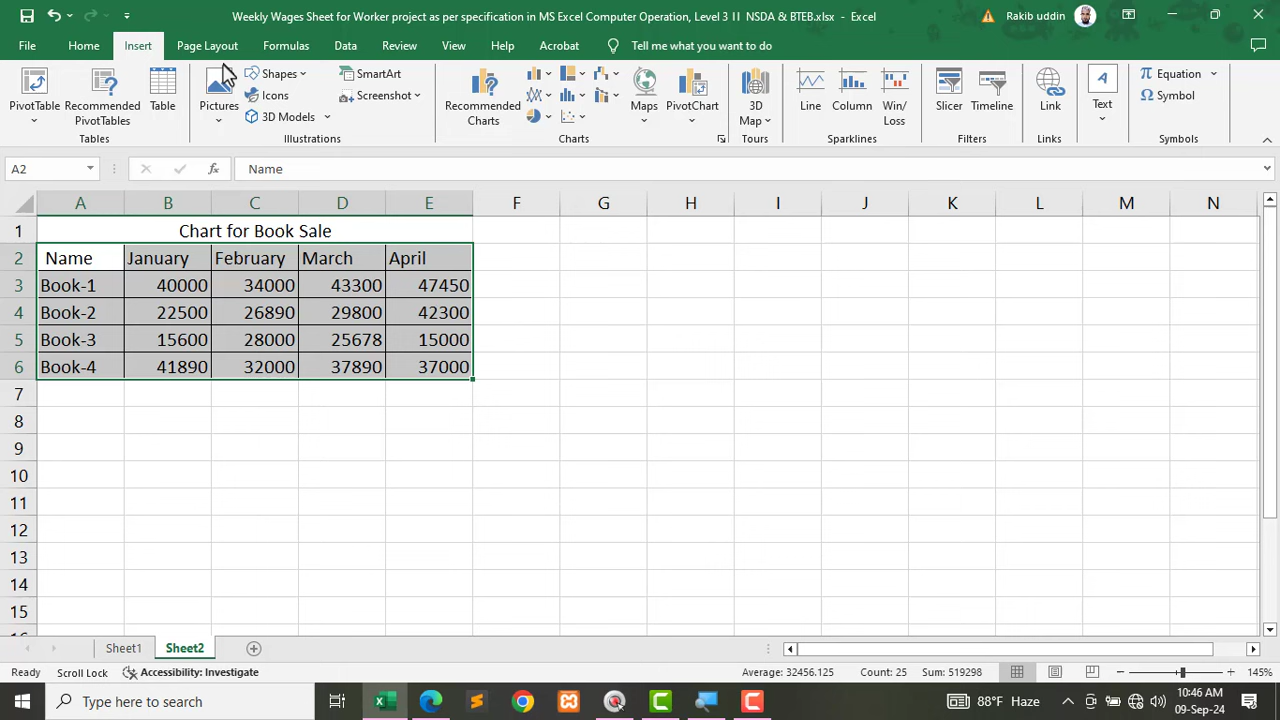 Weekly Wages Sheet for Worker project as per specification in MS Excel Computer Operation, Level 3 II  NSDA & BTEB.xlsx - Excel
Rakib uddin
File Home Insert Page Layout Formulas Data Review View Help Acrobat Tell me what you want to do
PivotTable
Recommended PivotTables
Table
Tables
Pictures
Shapes
Icons
3D Models
SmartArt
Screenshot
Illustrations
Recommended Charts
Maps
PivotChart
Charts
3D Map
Tours
Line
Column
Win/Loss
Sparklines
Slicer
Timeline
Filters
Link
Links
Text
Equation
Symbol
Symbols
A2 fx Name
A B C D E F G H I J K L M N
1 Chart for Book Sale
2 Name January February March April
3 Book-1 40000 34000 43300 47450
4 Book-2 22500 26890 29800 42300
5 Book-3 15600 28000 25678 15000
6 Book-4 41890 32000 37890 37000
7
8
9
10
11
12
13
14
15
Sheet1 Sheet2
Ready Scroll Lock Accessibility: Investigate Average: 32456.125 Count: 25 Sum: 519298 145%
Type here to search
88°F Haze
10:46 AM
09-Sep-24